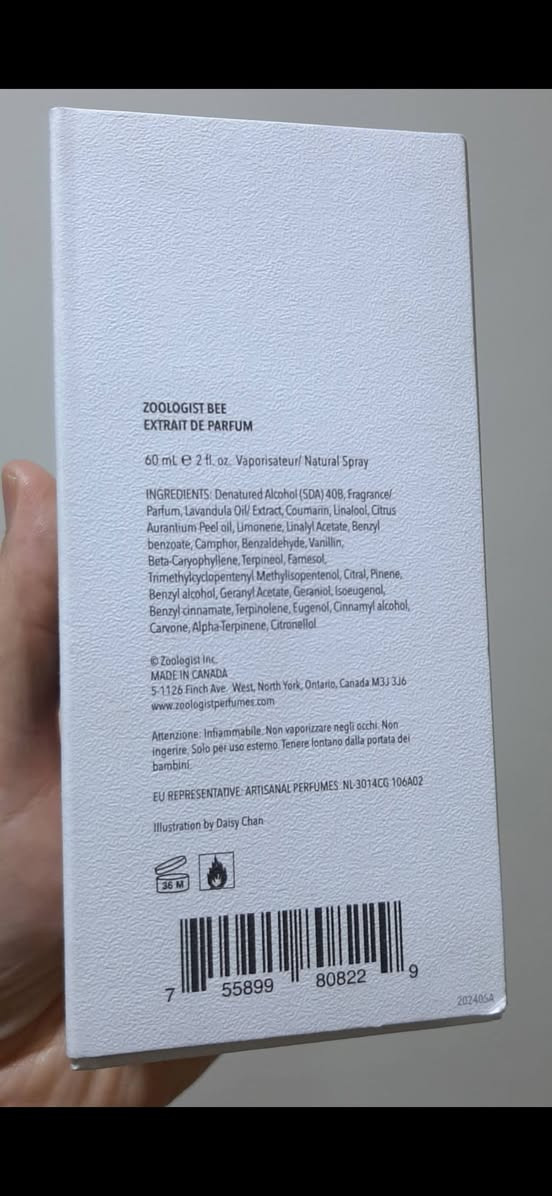 ZOOLOGIST BEE
EXTRAIT DE PARFUM
60 mL ℮ 2 fl. oz. Vaporisateur/ Natural Spray
INGREDIENTS: Denatured Alcohol (SDA) 40B, Fragrance/
Parfum, Lavandula Oil/ Extract, Coumarin, Linalool, Citrus
Aurantium Peel oil, Limonene, Linalyl Acetate, Benzyl
benzoate, Camphor, Benzaldehyde, Vanillin,
Beta-Caryophyllene, Terpineol, Farnesol,
Trimethylcyclopentenyl Methylisopentenol, Citral, Pinene,
Benzyl alcohol, Geranyl Acetate, Geraniol, Isoeugenol,
Benzyl cinnamate, Terpinolene, Eugenol, Cinnamyl alcohol,
Carvone, Alpha-Terpinene, Citronellol
© Zoologist Inc.
MADE IN CANADA
5-1126 Finch Ave. West, North York, Ontario, Canada M3J 3J6
www.zoologistperfumes.com
Attenzione: Infiammabile. Non vaporizzare negli occhi. Non
ingerire. Solo per uso esterno. Tenere lontano dalla portata dei
bambini.
EU REPRESENTATIVE: ARTISANAL PERFUMES. NL-3014CG 106A02
Illustration by Daisy Chan
36 M
7 55899 80822 9
202405A